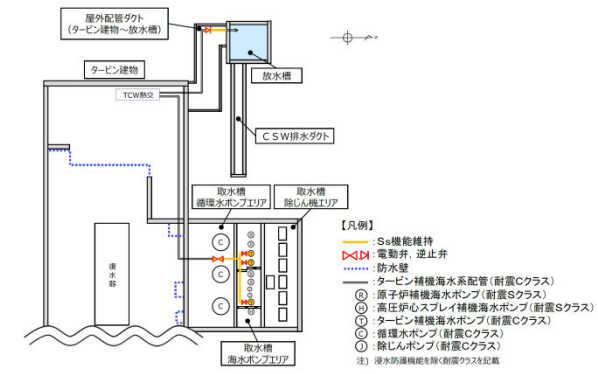 屋外配管ダクト
(タービン建物～放水槽)
N
タービン建物
放水槽
TCW熱交
CSW排水ダクト
取水槽
循環水ポンプエリア
取水槽
除じん機エリア
復水器
C
C
C
取水槽
海水ポンプエリア
【凡例】
:Ss機能維持
:電動弁,逆止弁
:防水壁
:タービン補機海水系配管(耐震Cクラス)
R:原子炉補機海水ポンプ(耐震Sクラス)
H:高圧炉心スプレイ補機海水ポンプ(耐震Sクラス)
T:タービン補機海水ポンプ(耐震Cクラス)
C:循環水ポンプ(耐震Cクラス)
J:除じんポンプ(耐震Cクラス)
注)浸水防護機能を除く耐震クラスを記載